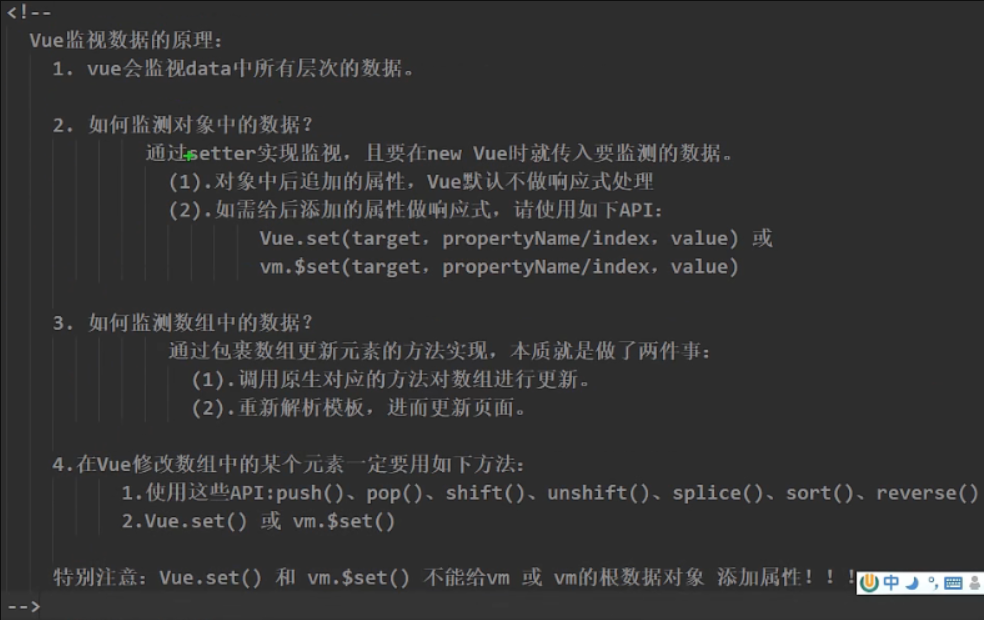 <!--
Vue监视数据的原理：
1. vue会监视data中所有层次的数据。
2. 如何监测对象中的数据？
通过setter实现监视，且要在new Vue时就传入要监测的数据。
(1).对象中后追加的属性，Vue默认不做响应式处理
(2).如需给后添加的属性做响应式，请使用如下API：
Vue.set(target，propertyName/index，value) 或
vm.$set(target，propertyName/index，value)
3. 如何监测数组中的数据？
通过包裹数组更新元素的方法实现，本质就是做了两件事：
(1).调用原生对应的方法对数组进行更新。
(2).重新解析模板，进而更新页面。
4.在Vue修改数组中的某个元素一定要用如下方法：
1.使用这些API:push()、pop()、shift()、unshift()、splice()、sort()、reverse()
2.Vue.set() 或 vm.$set()
特别注意：Vue.set() 和 vm.$set() 不能给vm 或 vm的根数据对象 添加属性！！！
中
-->